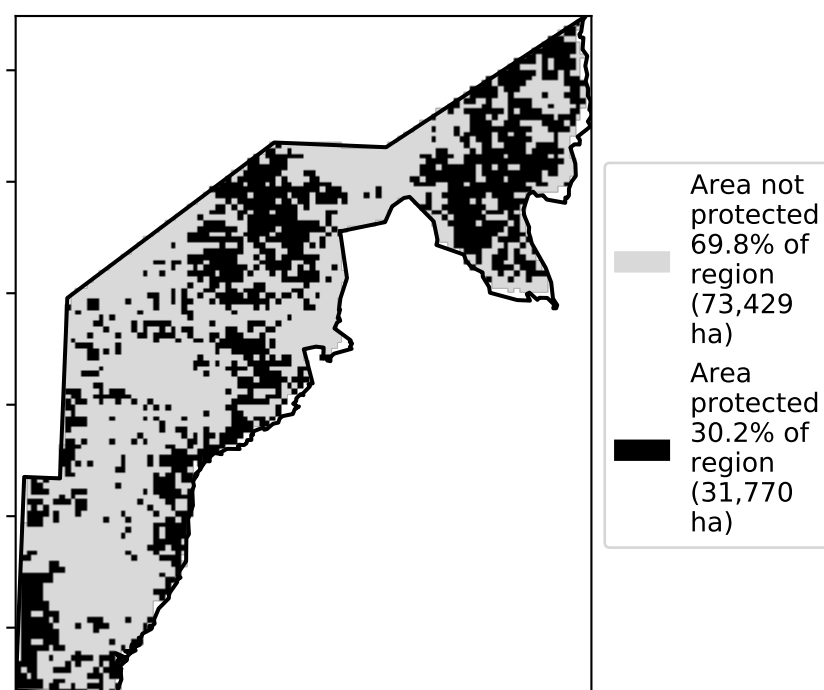 Area not
protected
69.8% of
region
(73,429
ha)
Area
protected
30.2% of
region
(31,770
ha)